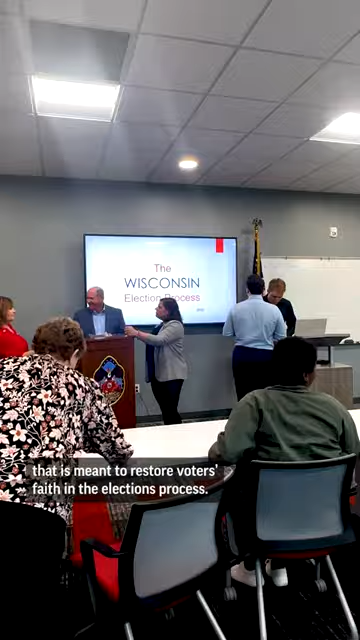 The
WISCONSIN
Election Process
that is meant to restore voters'
faith in the elections process.